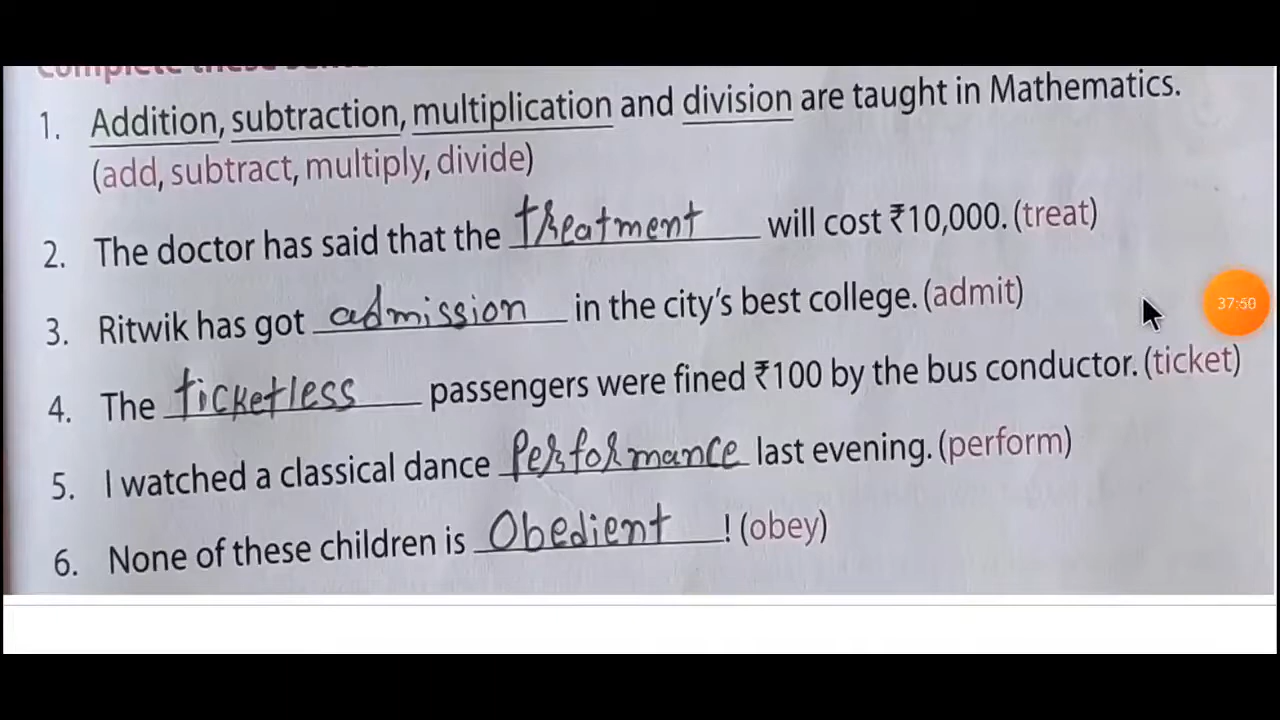 Complete these
1. Addition, subtraction, multiplication and division are taught in Mathematics.
(add, subtract, multiply, divide)
2. The doctor has said that the treatment will cost ₹10,000. (treat)
3. Ritwik has got admission in the city's best college. (admit)
4. The ticketless passengers were fined ₹100 by the bus conductor. (ticket)
5. I watched a classical dance performance last evening. (perform)
6. None of these children is Obedient ! (obey)
37:50